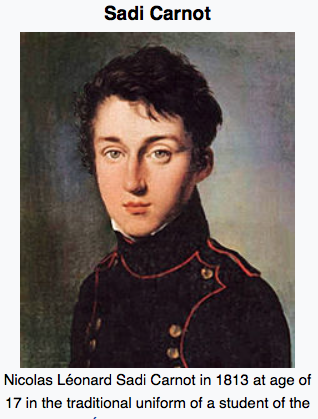 Sadi Carnot
Nicolas Léonard Sadi Carnot in 1813 at age of
17 in the traditional uniform of a student of the